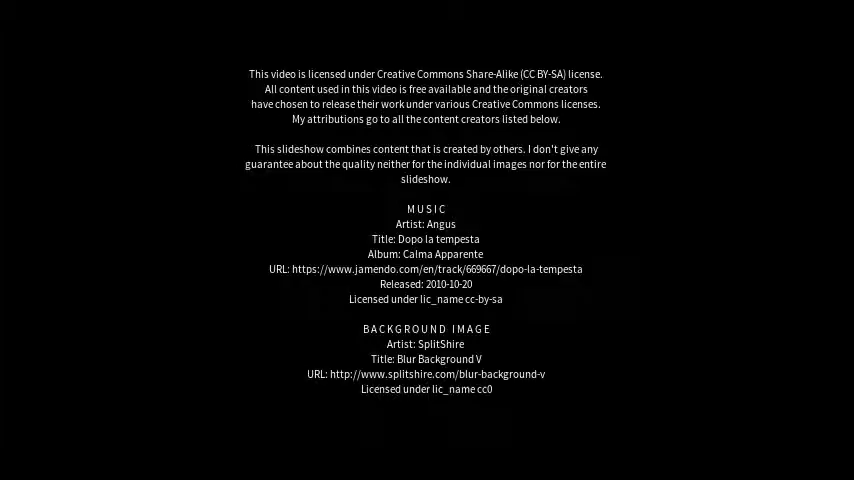 This video is licensed under Creative Commons Share-Alike (CC BY-SA) license.
All content used in this video is free available and the original creators
have chosen to release their work under various Creative Commons licenses.
My attributions go to all the content creators listed below.
This slideshow combines content that is created by others. I don't give any
guarantee about the quality neither for the individual images nor for the entire
slideshow.
MUSIC
Artist: Angus
Title: Dopo la tempesta
Album: Calma Apparente
URL: https://www.jamendo.com/en/track/669667/dopo-la-tempesta
Released: 2010-10-20
Licensed under lic_name cc-by-sa
BACKGROUND IMAGE
Artist: SplitShire
Title: Blur Background V
URL: http://www.splitshire.com/blur-background-v
Licensed under lic_name cc0